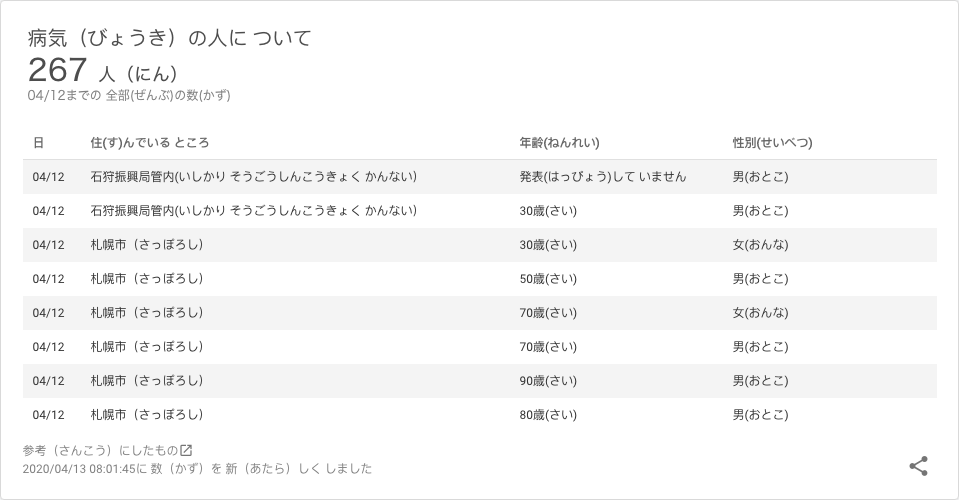 病気（びょうき）の人に ついて
267 人（にん）
04/12までの 全部(ぜんぶ)の数(かず)
日 住(す)んでいる ところ 年齢(ねんれい) 性別(せいべつ)
04/12 石狩振興局管内(いしかり そうごうしんこうきょく かんない） 発表(はっぴょう)して いません 男(おとこ)
04/12 石狩振興局管内(いしかり そうごうしんこうきょく かんない） 30歳(さい) 男(おとこ)
04/12 札幌市（さっぽろし） 30歳(さい) 女(おんな)
04/12 札幌市（さっぽろし） 50歳(さい) 男(おとこ)
04/12 札幌市（さっぽろし） 70歳(さい) 女(おんな)
04/12 札幌市（さっぽろし） 70歳(さい) 男(おとこ)
04/12 札幌市（さっぽろし） 90歳(さい) 男(おとこ)
04/12 札幌市（さっぽろし） 80歳(さい) 男(おとこ)
参考（さんこう）にしたもの
2020/04/13 08:01:45に 数（かず）を 新（あたら）しく しました